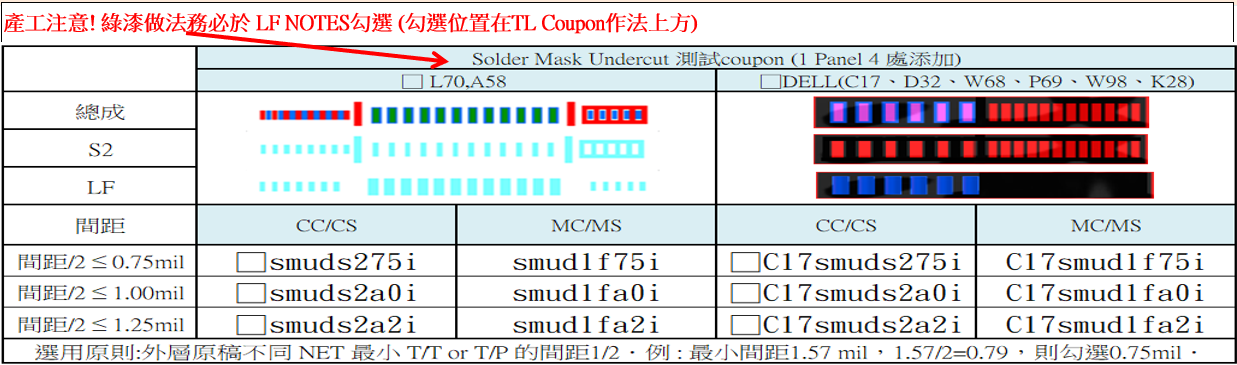 產工注意! 綠漆做法務必於 LF NOTES勾選 (勾選位置在TL Coupon作法上方)
Solder Mask Undercut 測試coupon (1 Panel 4 處添加)
□ L70,A58 □DELL(C17、D32、W68、P69、W98、K28)
總成
S2
LF
間距 CC/CS MC/MS CC/CS MC/MS
間距/2 ≤ 0.75mil □smuds275i smudlf75i □C17smuds275i C17smudlf75i
間距/2 ≤ 1.00mil □smuds2a0i smudlfa0i □C17smuds2a0i C17smudlfa0i
間距/2 ≤ 1.25mil □smuds2a2i smudlfa2i □C17smuds2a2i C17smudlfa2i
選用原則:外層原稿不同 NET 最小 T/T or T/P 的間距1/2．例 : 最小間距1.57 mil，1.57/2=0.79，則勾選0.75mil．